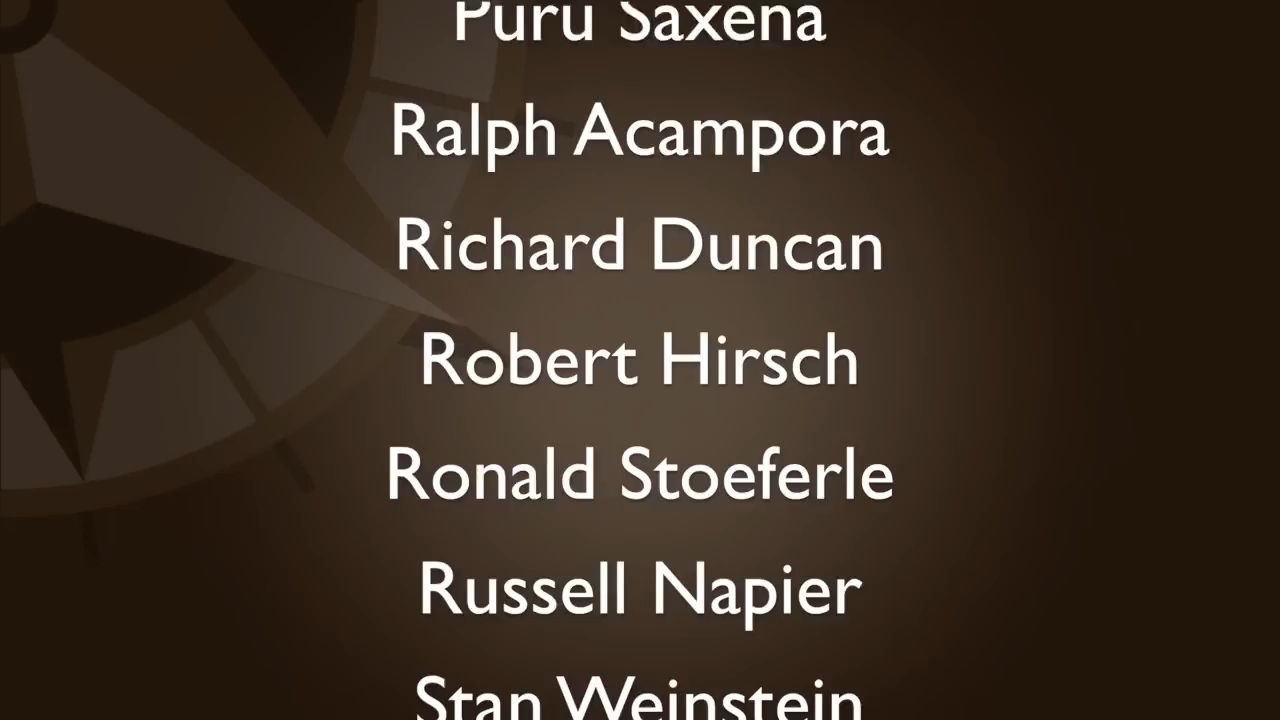 Puru Saxena
Ralph Acampora
Richard Duncan
Robert Hirsch
Ronald Stoeferle
Russell Napier
Stan Weinstein